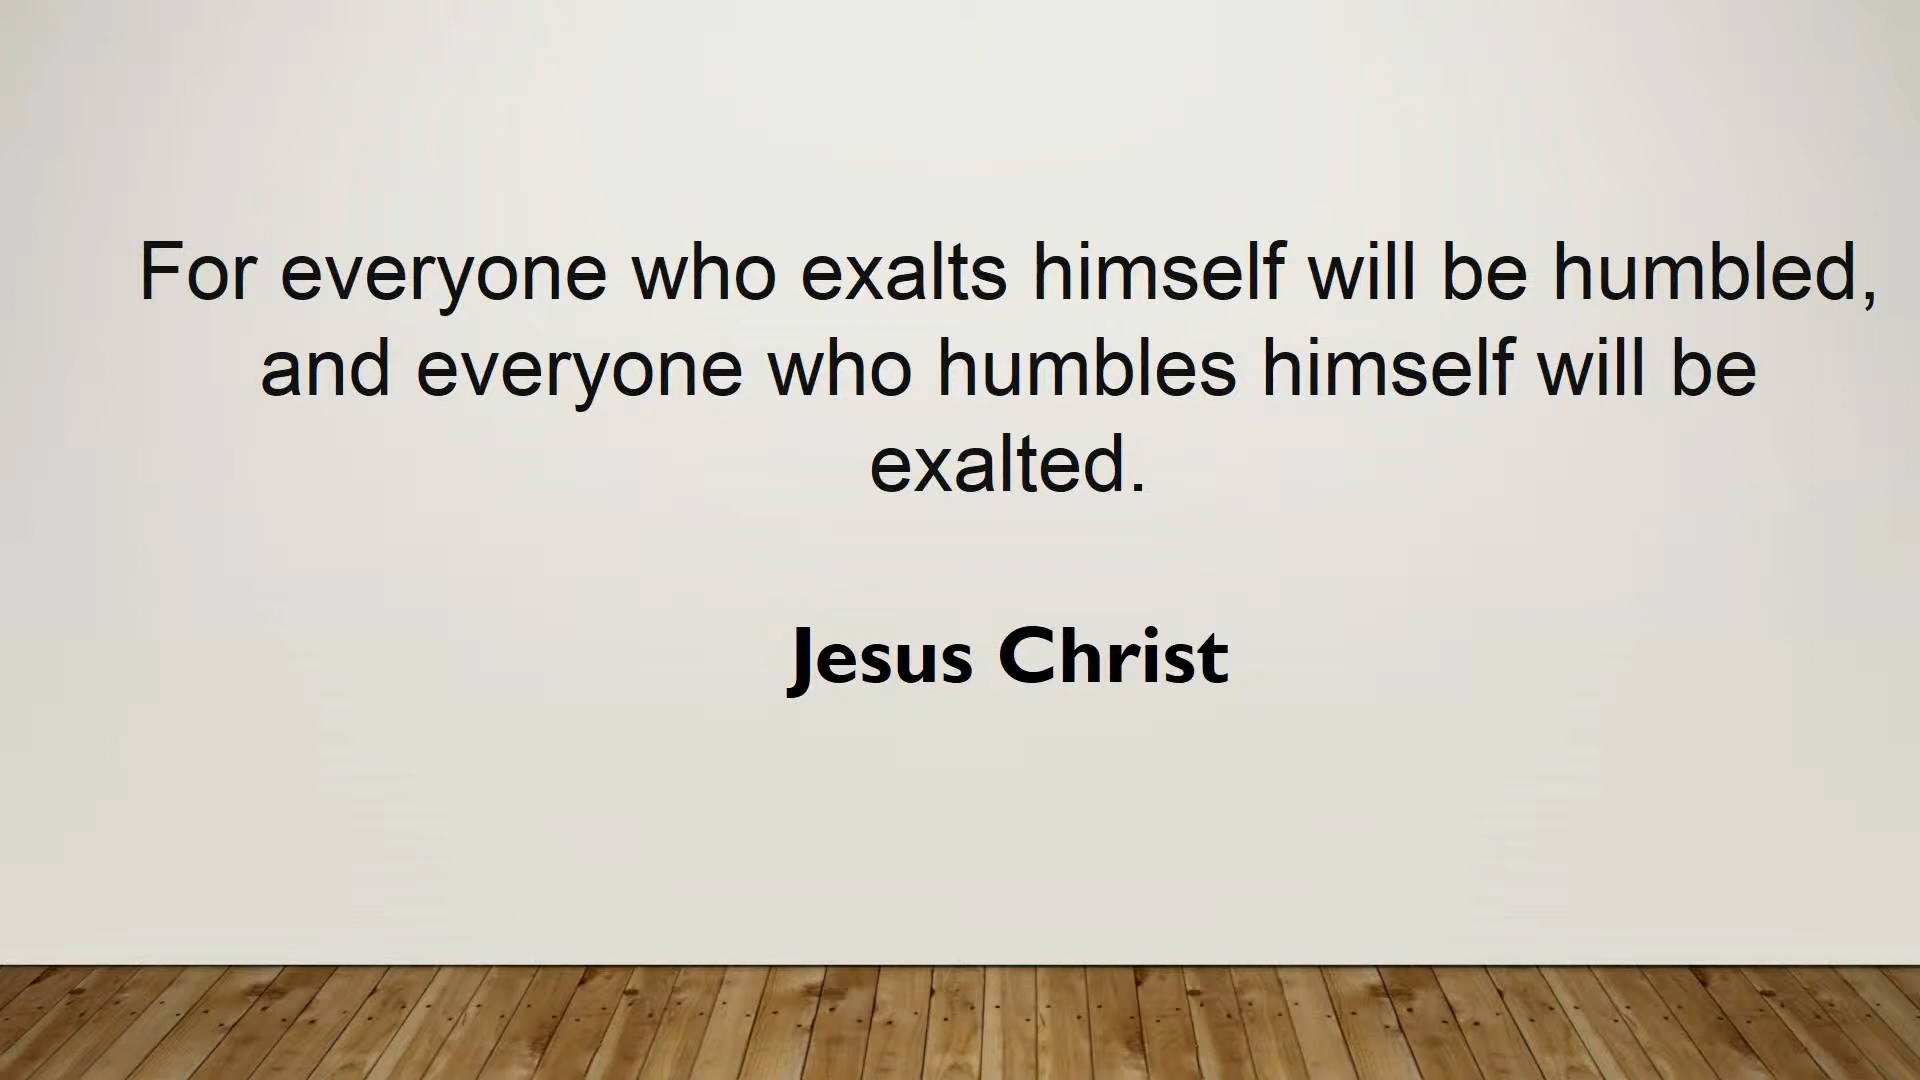 For everyone who exalts himself will be humbled,
and everyone who humbles himself will be
exalted.
Jesus Christ